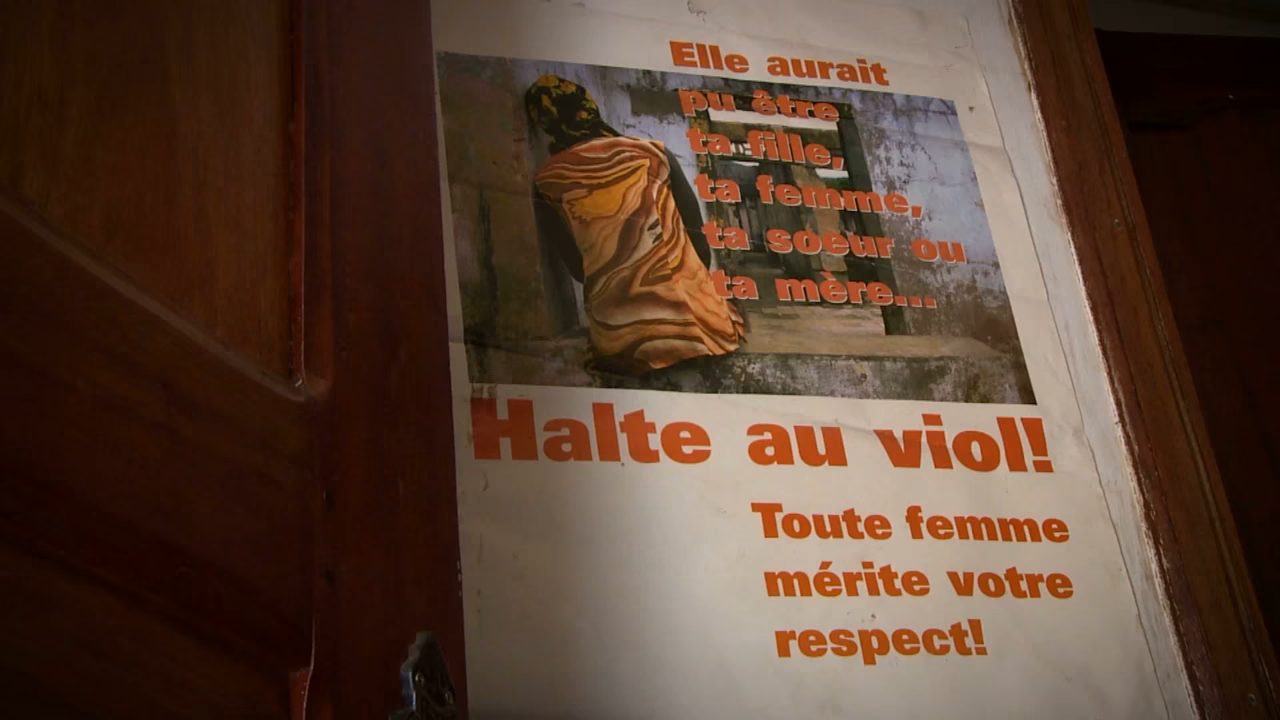 Elle aurait
pu être
ta fille,
ta femme,
ta soeur ou
ta mère...
Halte au viol!
Toute femme
mérite votre
respect!